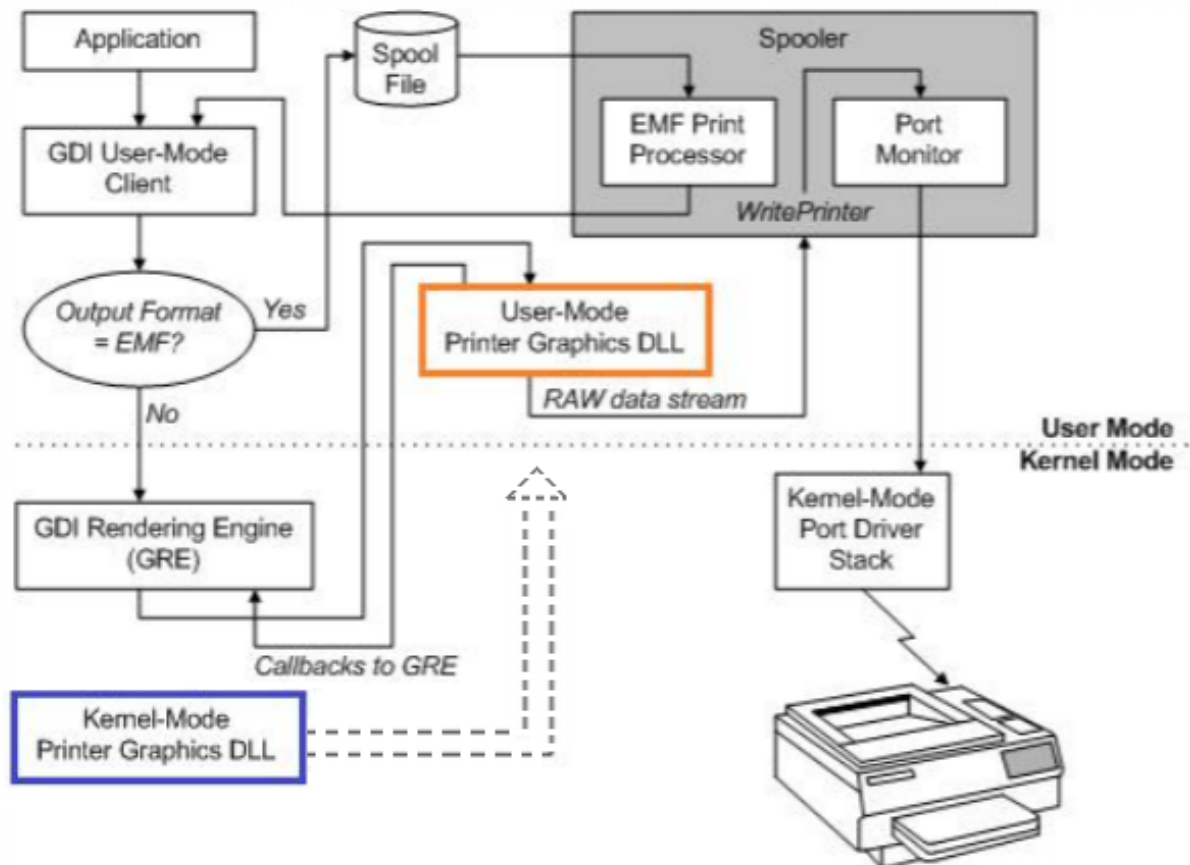 Application
Spool
File
Spooler
GDI User-Mode
Client
EMF Print
Processor
Port
Monitor
WritePrinter
Output Format
= EMF?
Yes
User-Mode
Printer Graphics DLL
RAW data stream
No
User Mode
Kernel Mode
GDI Rendering Engine
(GRE)
Kernel-Mode
Port Driver
Stack
Callbacks to GRE
Kernel-Mode
Printer Graphics DLL